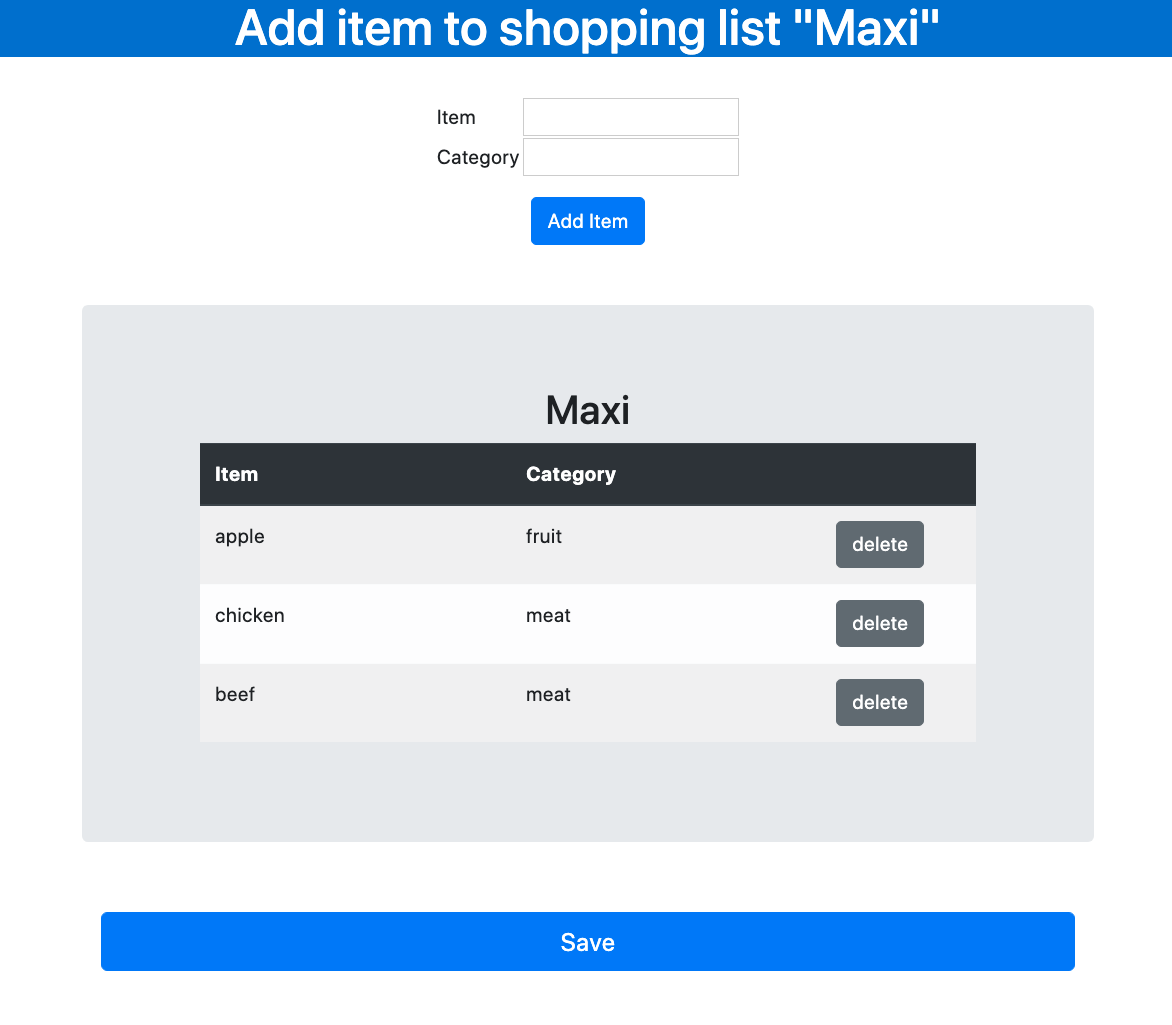 Add item to shopping list "Maxi"
Item
Category
Add Item
Maxi
Item Category
apple fruit delete
chicken meat delete
beef meat delete
Save